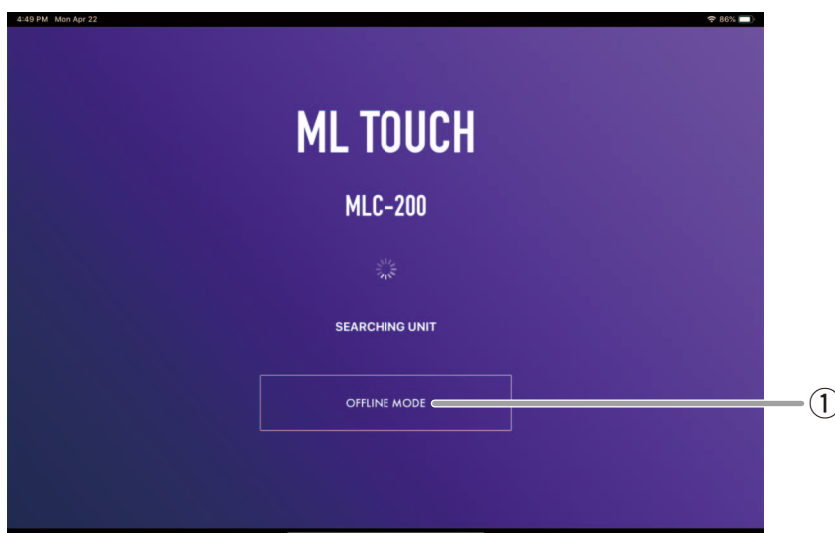 4:49 PM Mon Apr 22
86%
ML TOUCH
MLC-200
SEARCHING UNIT
OFFLINE MODE
①